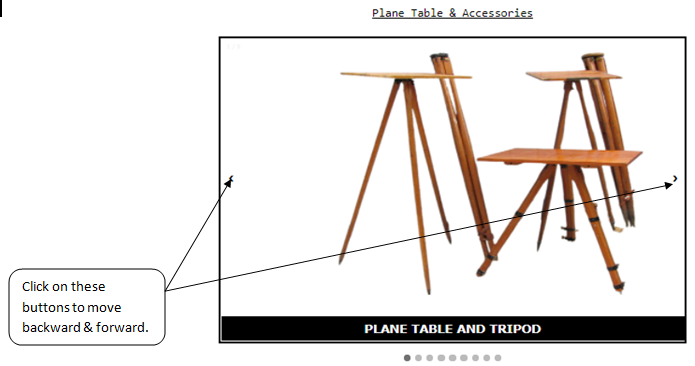 Plane Table & Accessories
‹
›
Click on these
buttons to move
backward & forward.
PLANE TABLE AND TRIPOD